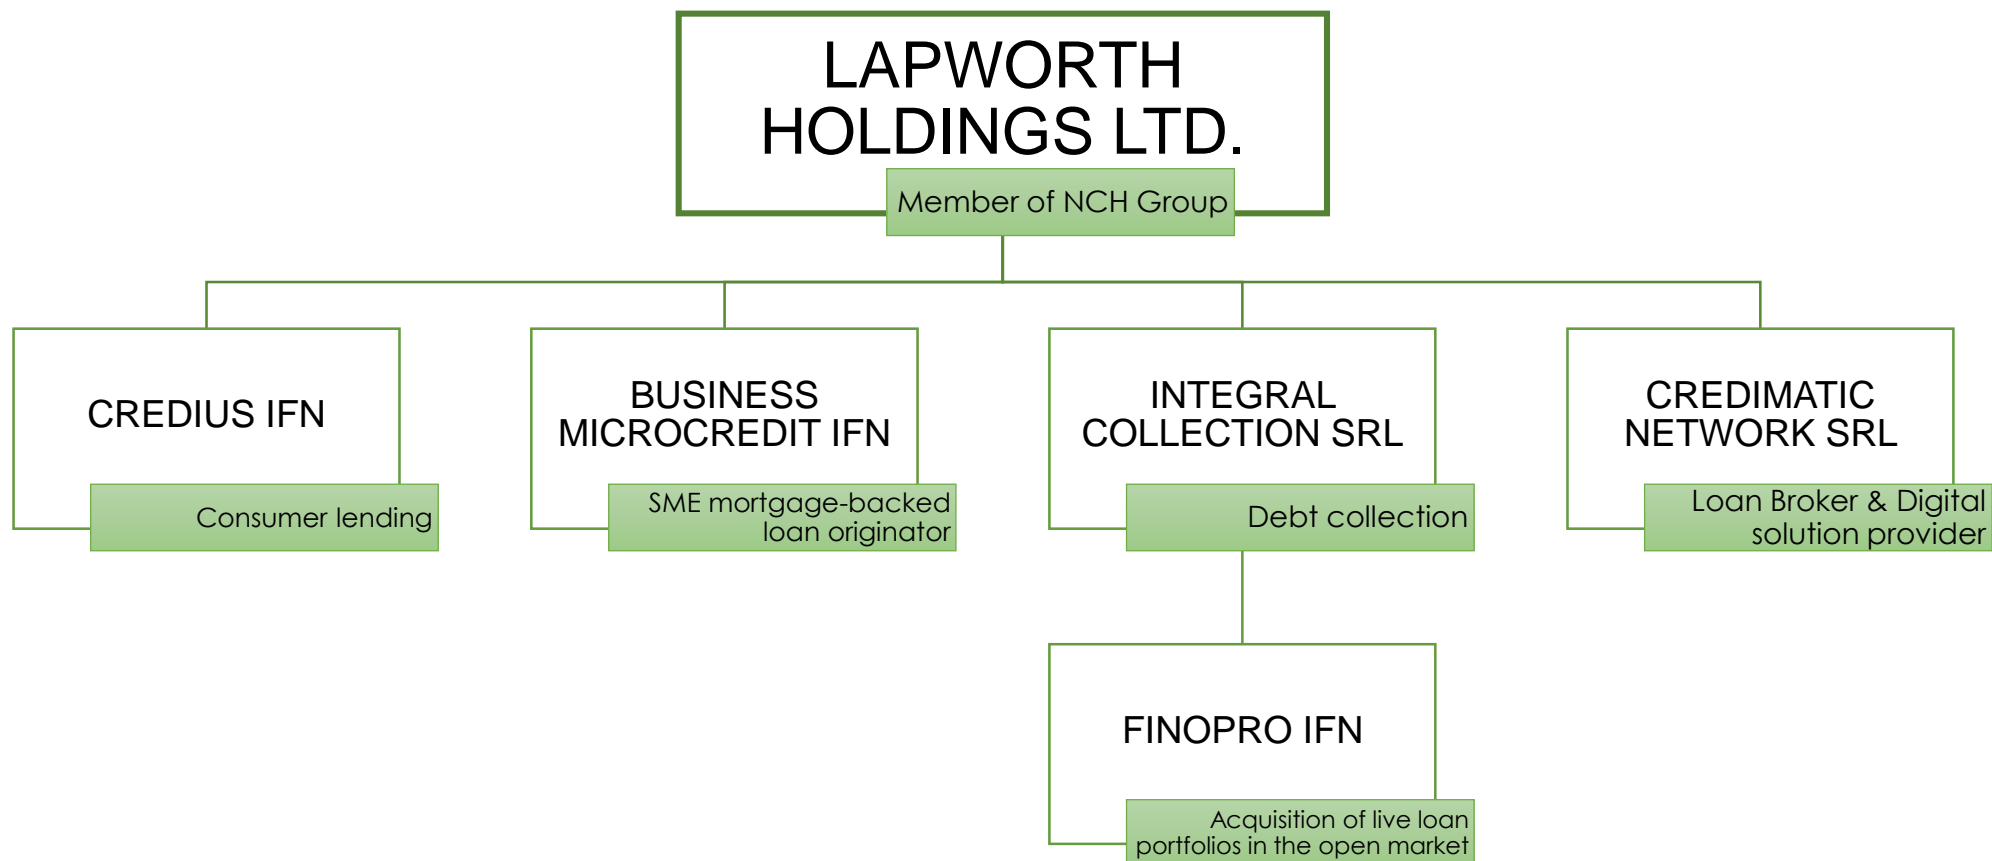 LAPWORTH
HOLDINGS LTD.
Member of NCH Group
CREDIUS IFN
Consumer lending
BUSINESS
MICROCREDIT IFN
SME mortgage-backed
loan originator
INTEGRAL
COLLECTION SRL
Debt collection
CREDIMATIC
NETWORK SRL
Loan Broker & Digital
solution provider
FINOPRO IFN
Acquisition of live loan
portfolios in the open market